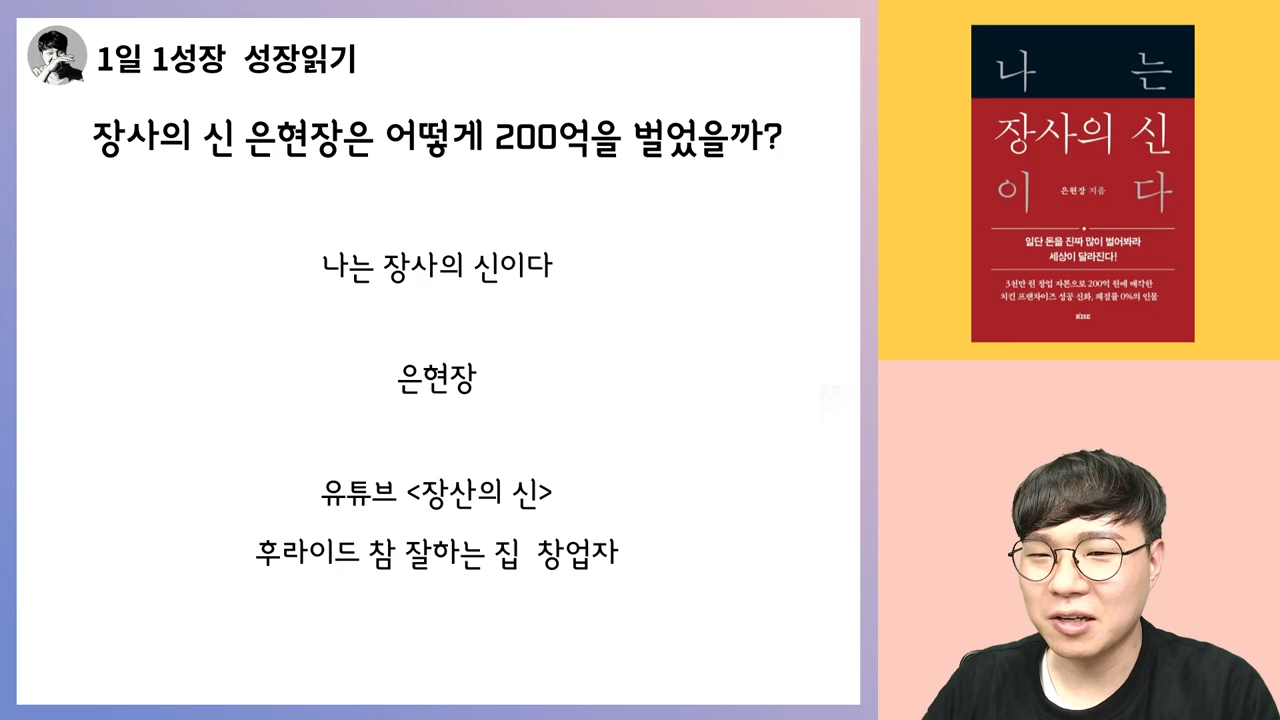 1일 1성장 성장읽기
장사의 신 은현장은 어떻게 200억을 벌었을까?
나는 장사의 신이다
은현장
유튜브 <장산의 신>
후라이드 참 잘하는 집 창업자
나 는
장사의 신
이 은현장 지음 다
일단 돈을 진짜 많이 벌어봐라
세상이 달라진다!
3천만 원 창업 자본으로 200억 원에 매각한
치킨 프랜차이즈 성공 신화, 폐점률 0%의 인물
RISE